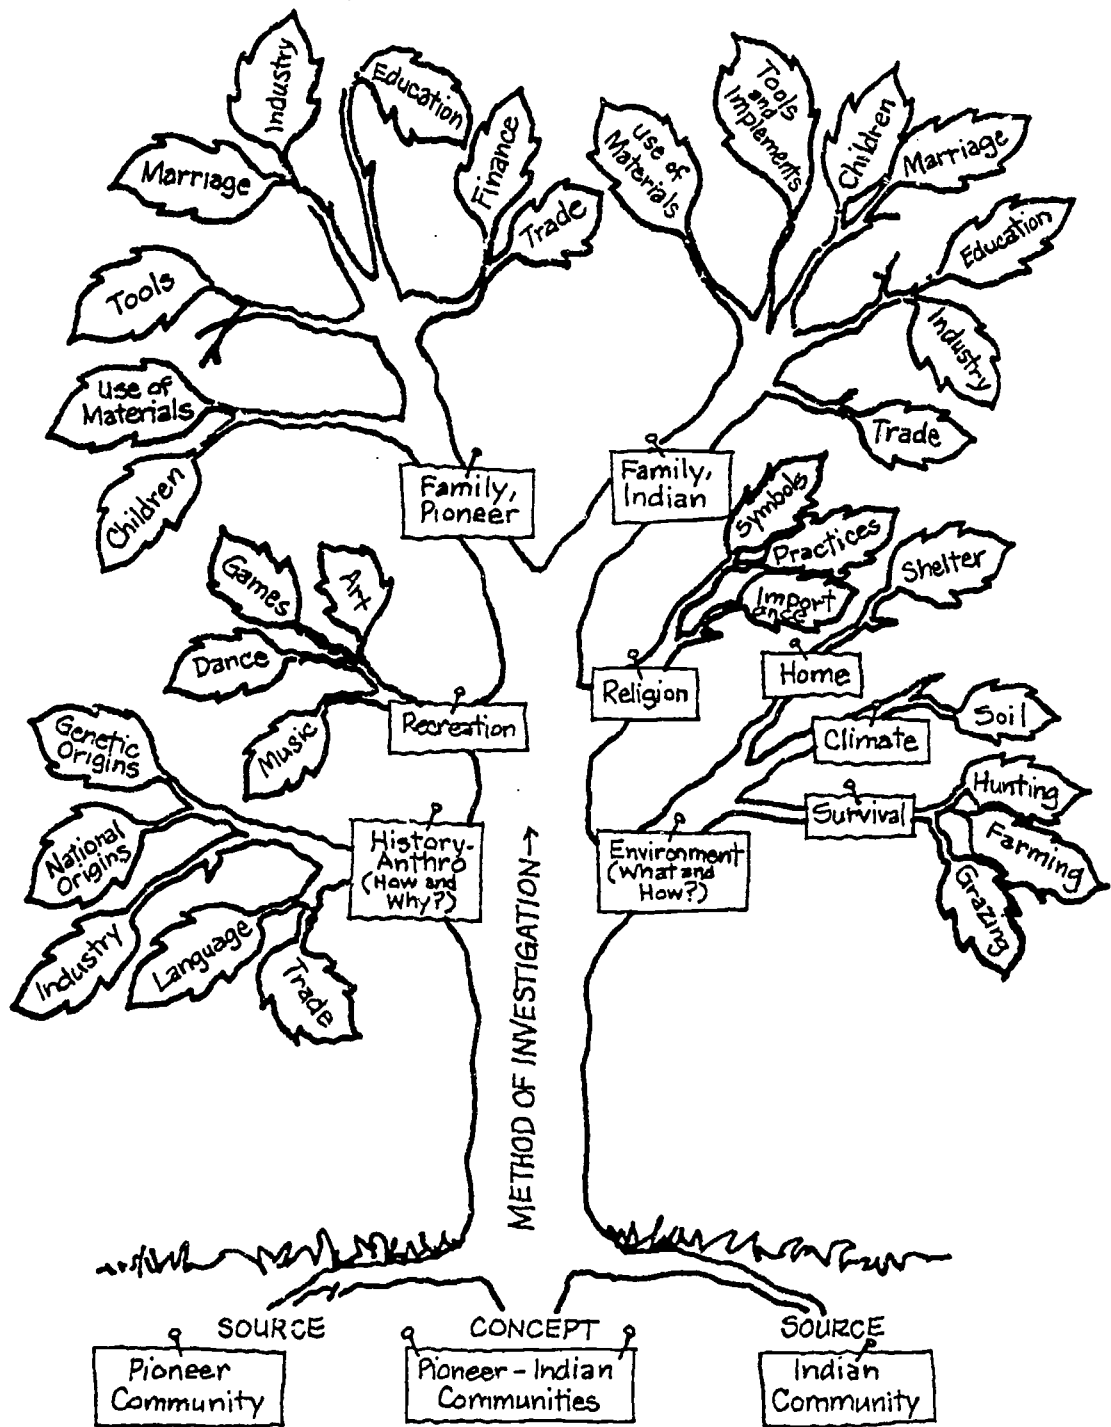 Industry
Education
Finance
Trade
Marriage
Tools
Use of
Materials
Children
Use of
Materials
Tools
and
Implements
Children
Marriage
Education
Industry
Trade
Family,
Pioneer
Family,
Indian
Games
Art
Dance
Music
Recreation
Symbols
Practices
Import
ance
Religion
Shelter
Home
Soil
Climate
Hunting
Farming
Grazing
Survival
Genetic
Origins
National
Origins
Industry
Language
Trade
History-
Anthro
(How and
Why?)
Environment
(What and
How?)
METHOD OF INVESTIGATION →
SOURCE
Pioneer
Community
CONCEPT
Pioneer - Indian
Communities
SOURCE
Indian
Community